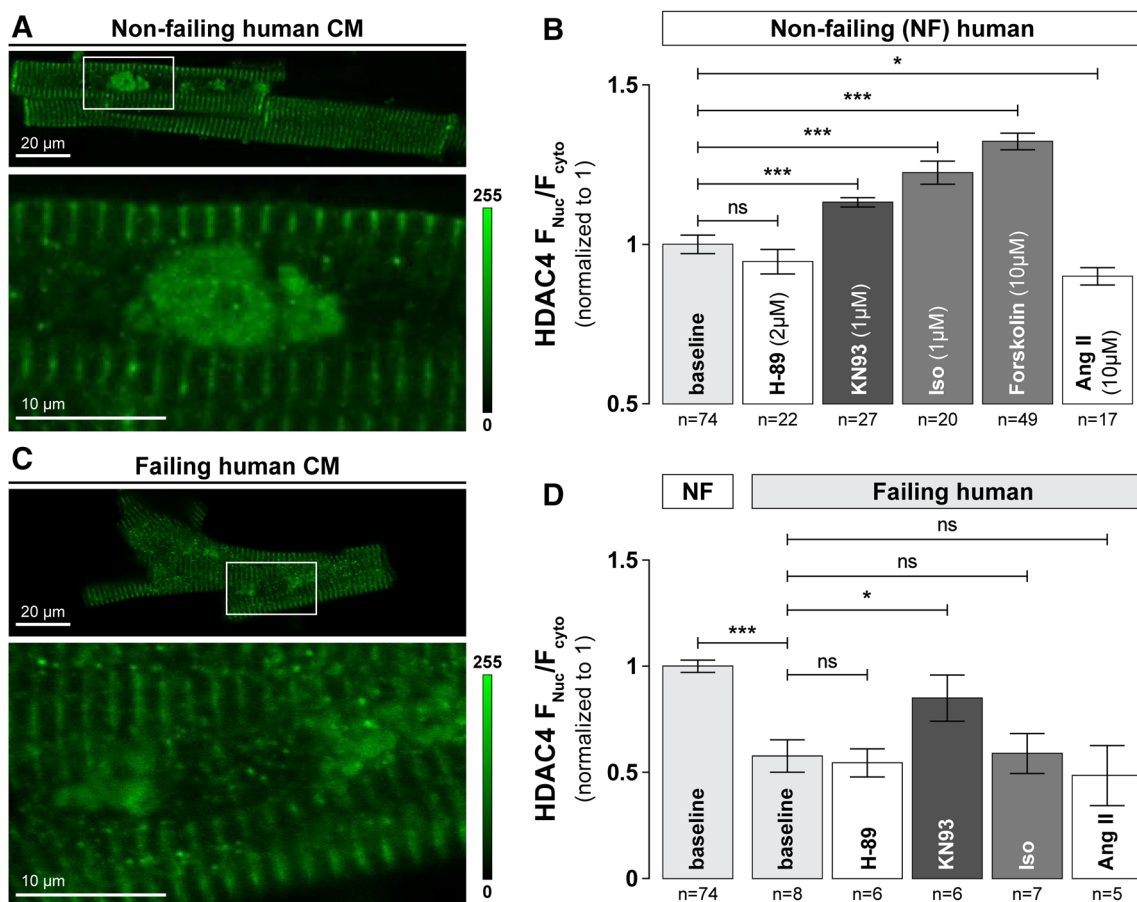 A
Non-failing human CM
20 µm
10 µm
255
0
B
Non-failing (NF) human
*
***
***
***
ns
HDAC4 FNuc/Fcyto
(normalized to 1)
1.5
1
0.5
baseline
H-89 (2µM)
KN93 (1µM)
Iso (1µM)
Forskolin (10µM)
Ang II
(10µM)
n=74
n=22
n=27
n=20
n=49
n=17
C
Failing human CM
20 µm
10 µm
255
0
D
NF
Failing human
ns
ns
*
***
ns
HDAC4 FNuc/Fcyto
(normalized to 1)
1.5
1
0.5
0
baseline
baseline
H-89
KN93
Iso
Ang II
n=74
n=8
n=6
n=6
n=7
n=5